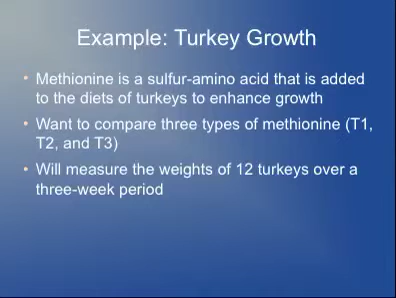 Example: Turkey Growth
• Methionine is a sulfur-amino acid that is added
to the diets of turkeys to enhance growth
• Want to compare three types of methionine (T1,
T2, and T3)
• Will measure the weights of 12 turkeys over a
three-week period